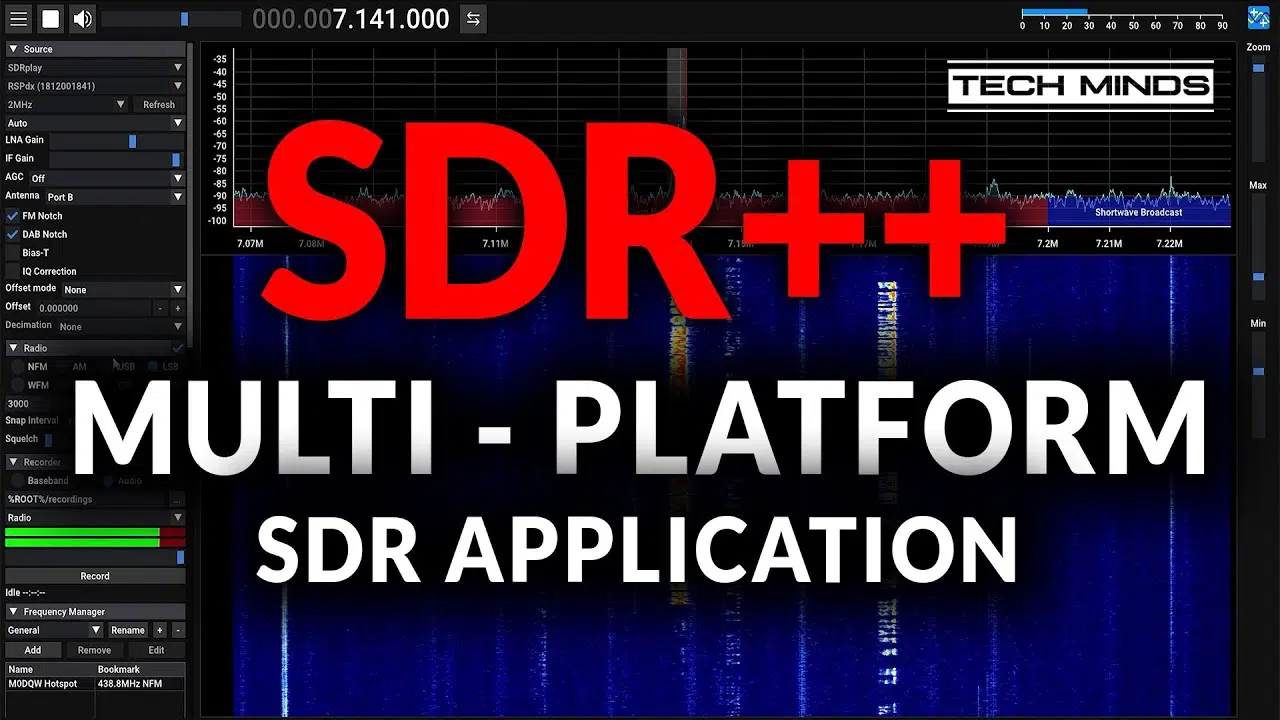 000.007.141.000
0 10 20 30 40 50 60 70 80 90
Source
SDRplay
RSPdx (1812001841)
2MHz Refresh
Auto
LNA Gain
IF Gain
AGC Off
Antenna Port B
FM Notch
DAB Notch
Bias-T
IQ Correction
Offset mode None
Offset 0.000000 - +
Decimation None
Radio
NFM AM USB LSB
WFM
3000
Snap Interval
Squelch
Recorder
Baseband Audio
%ROOT%/recordings ...
Radio
Record
Idle --:--:--
Frequency Manager
General Rename + -
Add Remove Edit
Name Bookmark
M0DQW Hotspot 438.8MHz NFM
-35
-40
-45
-50
-55
-60
-65
-70
-75
-80
-85
-90
-95
-100
7.07M 7.08M 7.11M 7.17M 7.2M 7.21M 7.22M
Shortwave Broadcast
TECH MINDS
SDR++
MULTI - PLATFORM
SDR APPLICATION
Zoom
Max
Min